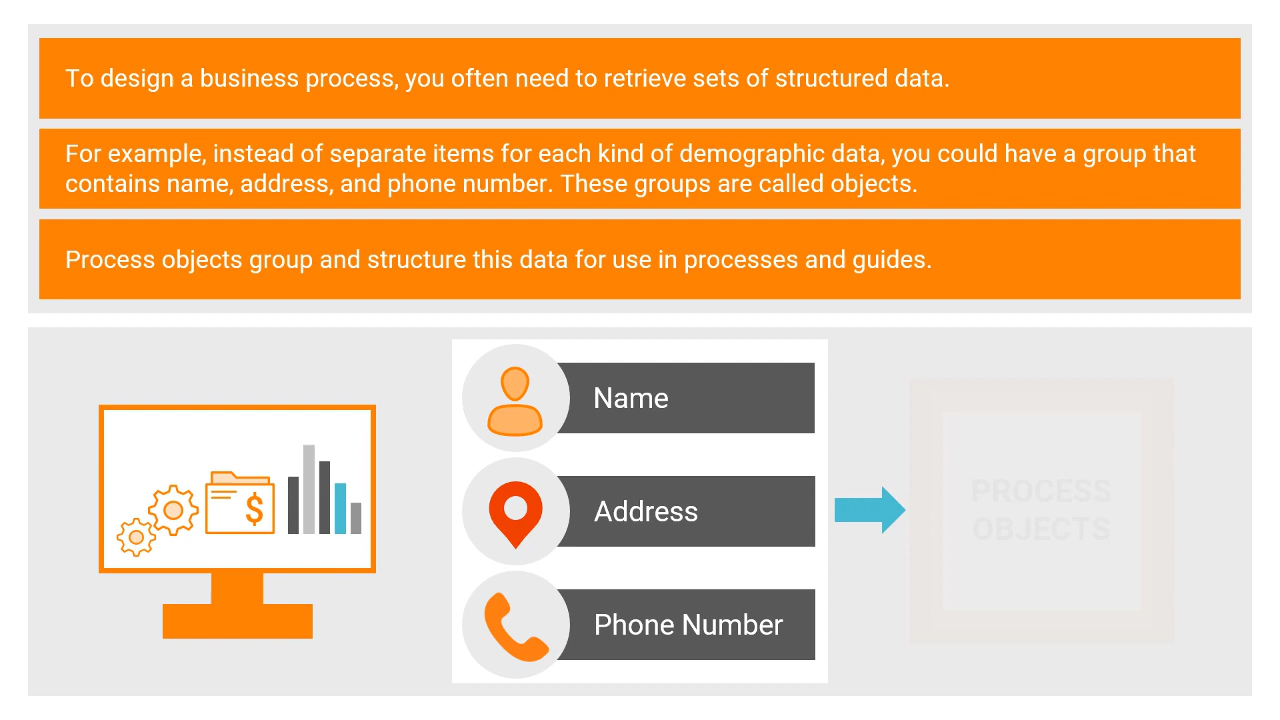 To design a business process, you often need to retrieve sets of structured data.
For example, instead of separate items for each kind of demographic data, you could have a group that
contains name, address, and phone number. These groups are called objects.
Process objects group and structure this data for use in processes and guides.
$
Name
Address
Phone Number
PROCESS
OBJECTS